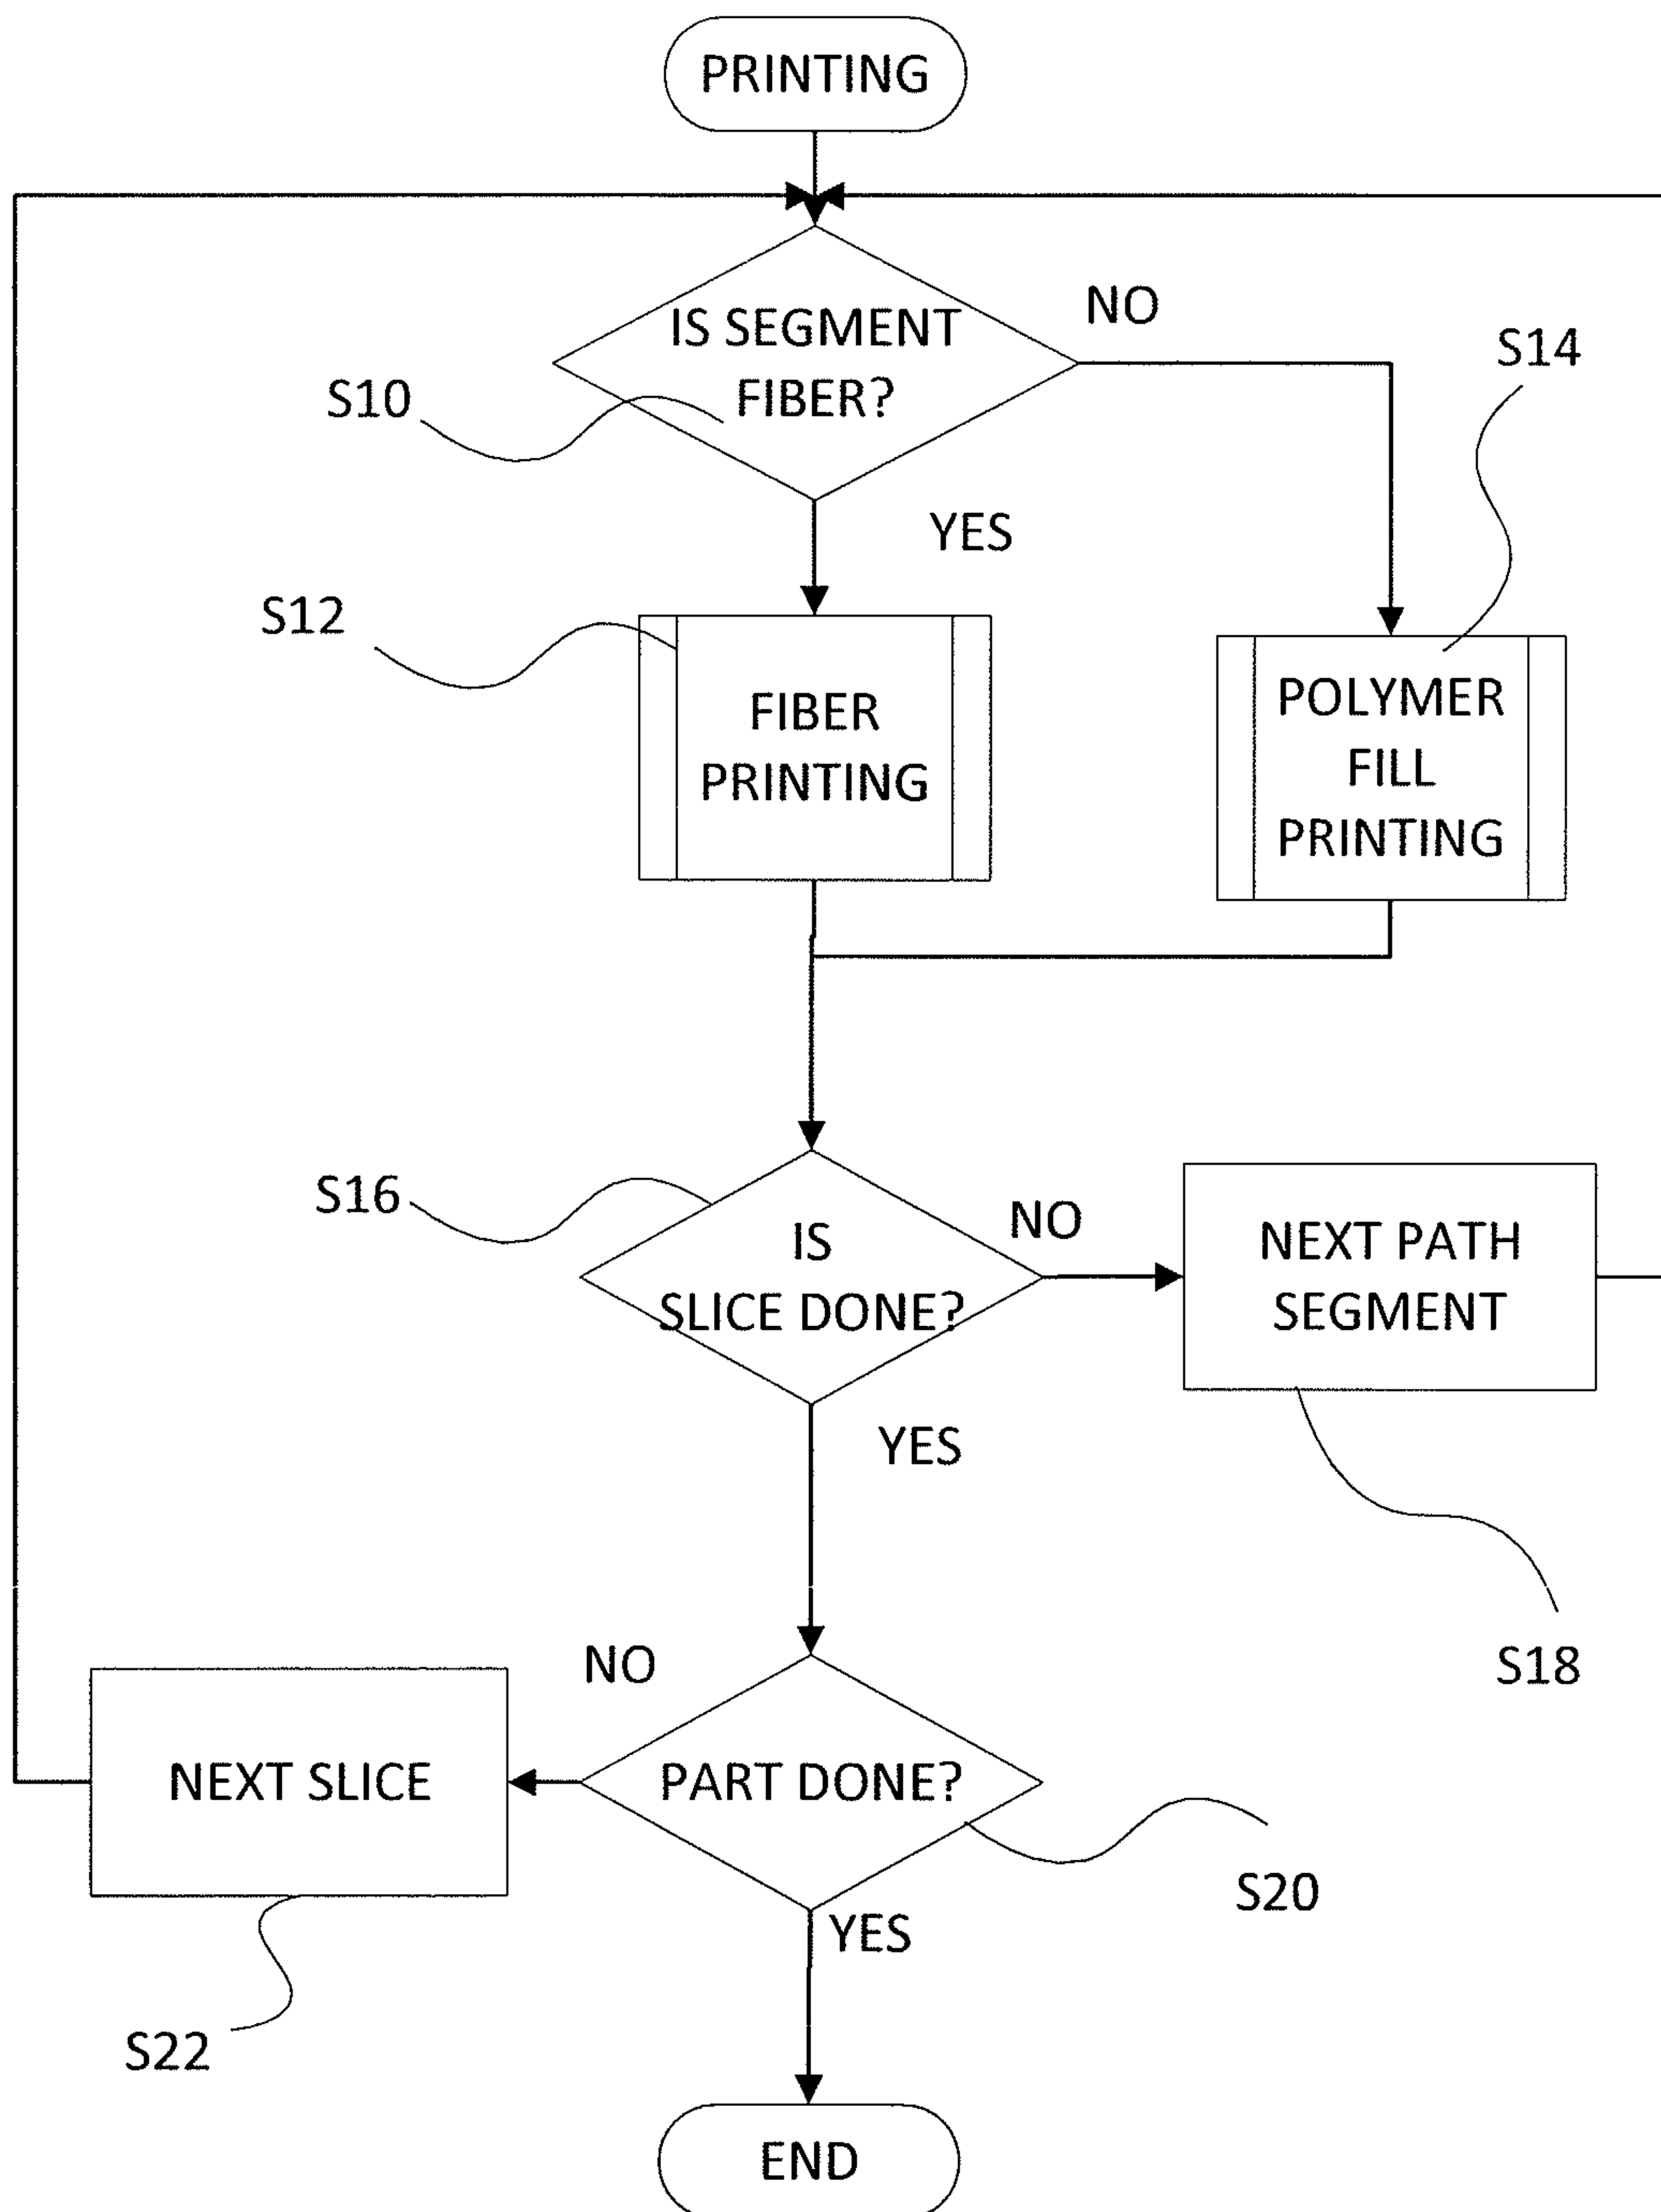 PRINTING
IS SEGMENT
FIBER?
NO
S10
S14
YES
S12
FIBER
PRINTING
POLYMER
FILL
PRINTING
S16
IS
SLICE DONE?
NO
NEXT PATH
SEGMENT
YES
S18
NO
NEXT SLICE
PART DONE?
S20
YES
S22
END